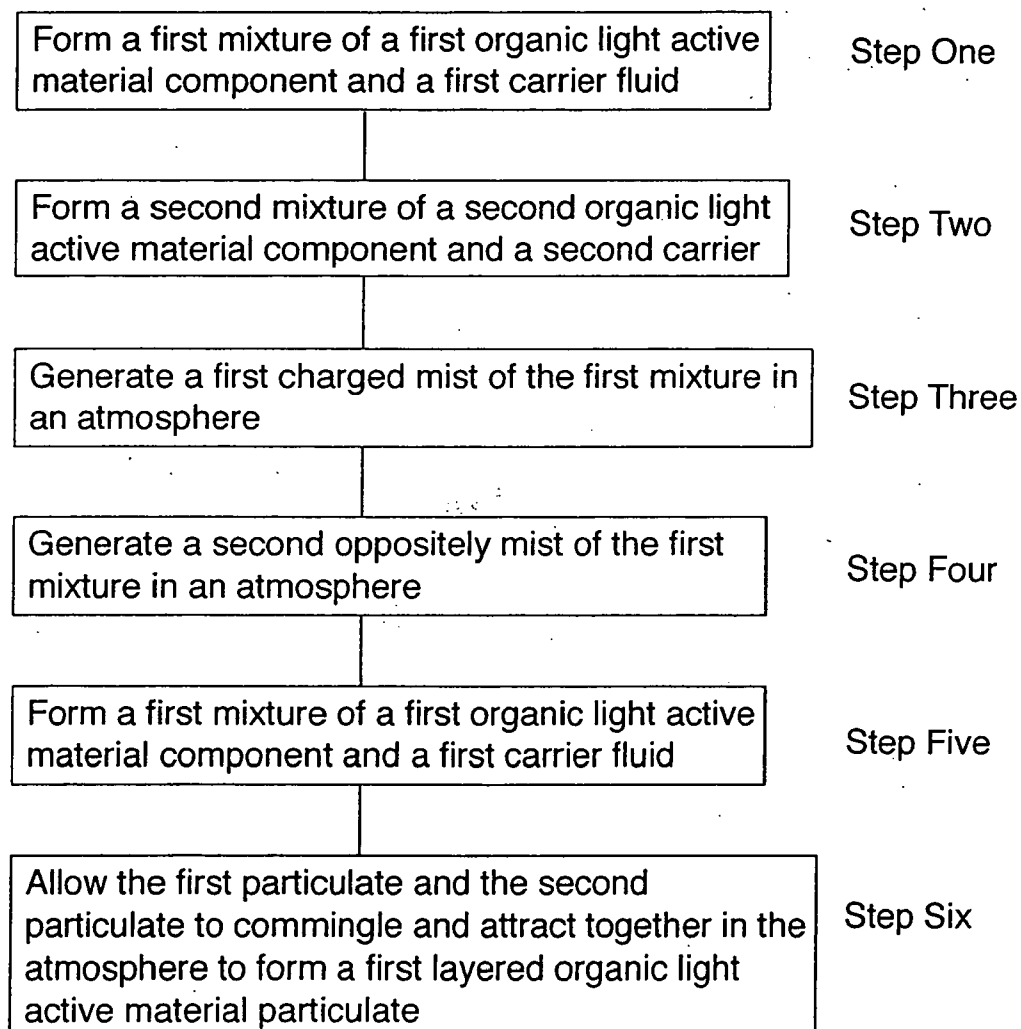 Form a first mixture of a first organic light active
material component and a first carrier fluid
Step One
Form a second mixture of a second organic light
active material component and a second carrier
Step Two
Generate a first charged mist of the first mixture in
an atmosphere
Step Three
Generate a second oppositely mist of the first
mixture in an atmosphere
Step Four
Form a first mixture of a first organic light active
material component and a first carrier fluid
Step Five
Allow the first particulate and the second
particulate to commingle and attract together in the
atmosphere to form a first layered organic light
active material particulate
Step Six